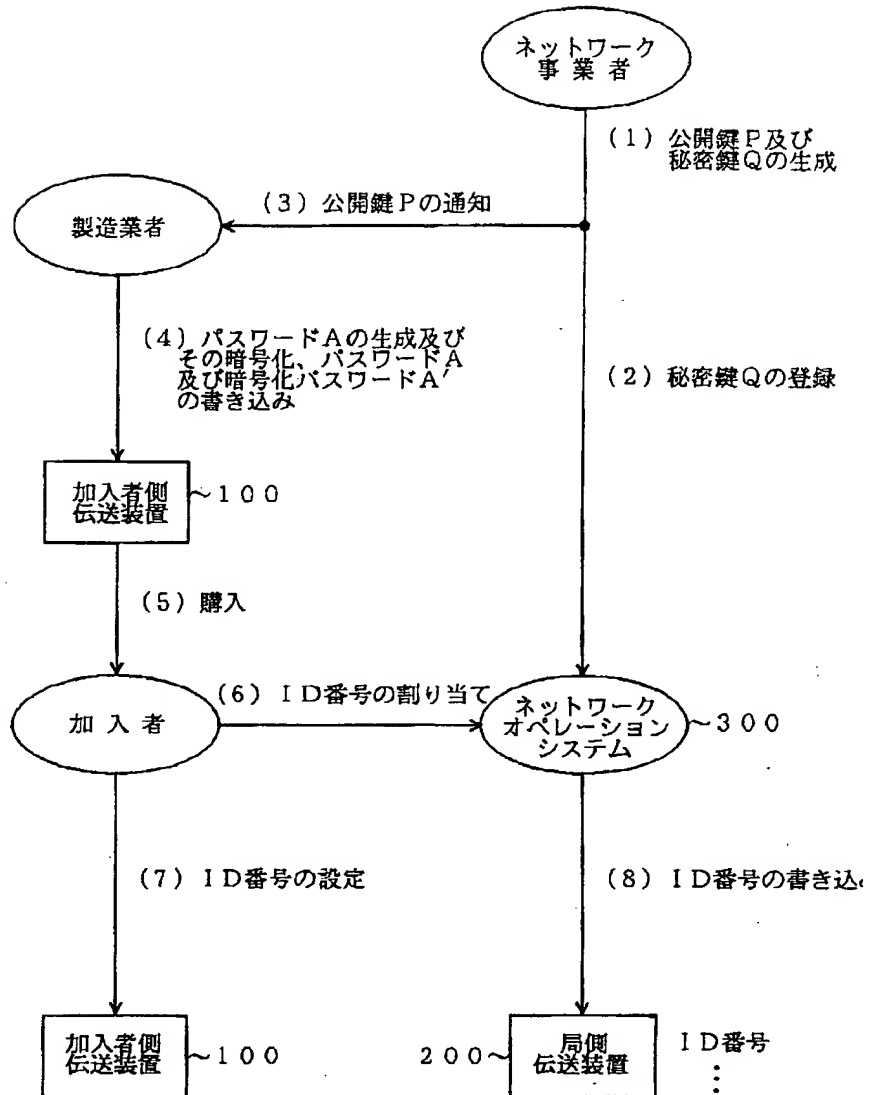 ネットワーク
事 業 者
(1) 公開鍵P及び
秘密鍵Qの生成
(3) 公開鍵Pの通知
製造業者
(4) パスワードAの生成及び
その暗号化、パスワードA
及び暗号化パスワードA′
の書き込み
(2) 秘密鍵Qの登録
加入者側
伝送装置
～100
(5) 購入
(6) ID番号の割り当て
加 入 者
ネットワーク
オペレーション
システム
～300
(7) ID番号の設定
(8) ID番号の書き込
加入者側
伝送装置
～100
200～
局側
伝送装置
ID番号